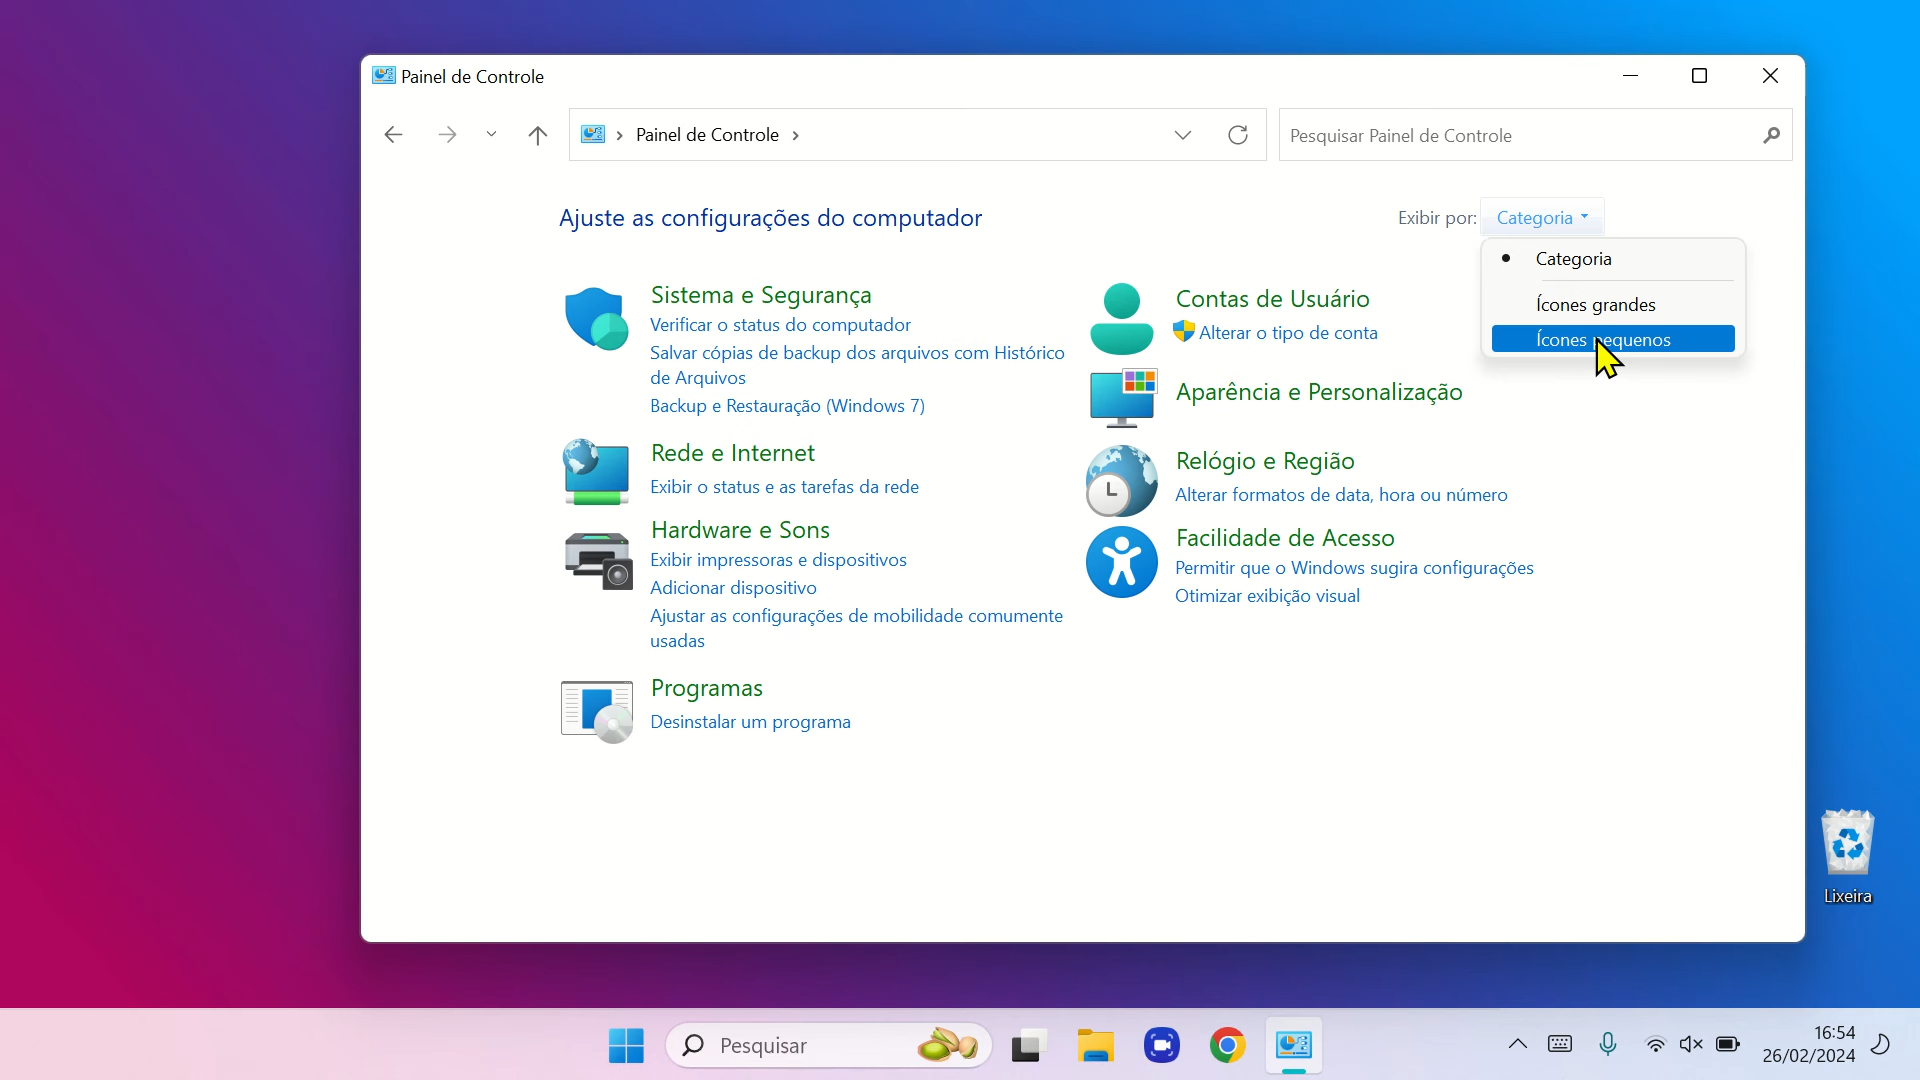 Painel de Controle
Painel de Controle
Pesquisar Painel de Controle
Ajuste as configurações do computador
Exibir por: Categoria
Categoria
Ícones grandes
Ícones pequenos
Sistema e Segurança
Verificar o status do computador
Salvar cópias de backup dos arquivos com Histórico
de Arquivos
Backup e Restauração (Windows 7)
Rede e Internet
Exibir o status e as tarefas da rede
Hardware e Sons
Exibir impressoras e dispositivos
Adicionar dispositivo
Ajustar as configurações de mobilidade comumente
usadas
Programas
Desinstalar um programa
Contas de Usuário
Alterar o tipo de conta
Aparência e Personalização
Relógio e Região
Alterar formatos de data, hora ou número
Facilidade de Acesso
Permitir que o Windows sugira configurações
Otimizar exibição visual
Lixeira
Pesquisar
16:54
26/02/2024